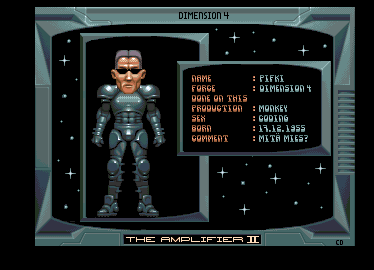 DIMENSION 4
NAME : PIFKI
FORCE : DIMENSION 4
DONE ON THIS
PRODUCTION : MONKEY
SEX : CODING
BORN : 17.12.1955
COMMENT : MITÄ MIES?
THE AMPLIFIER II
CD